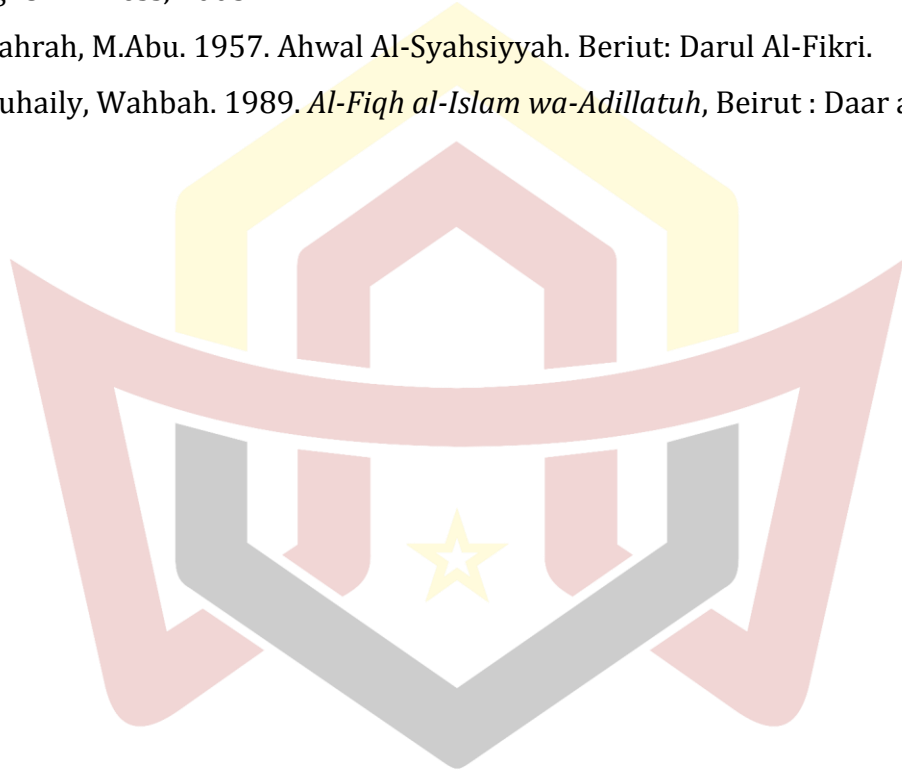 ahrah, M.Abu. 1957. Ahwal Al-Syahsiyyah. Beriut: Darul Al-Fikri.
uhaily, Wahbah. 1989. Al-Fiqh al-Islam wa-Adillatuh, Beirut : Daar a